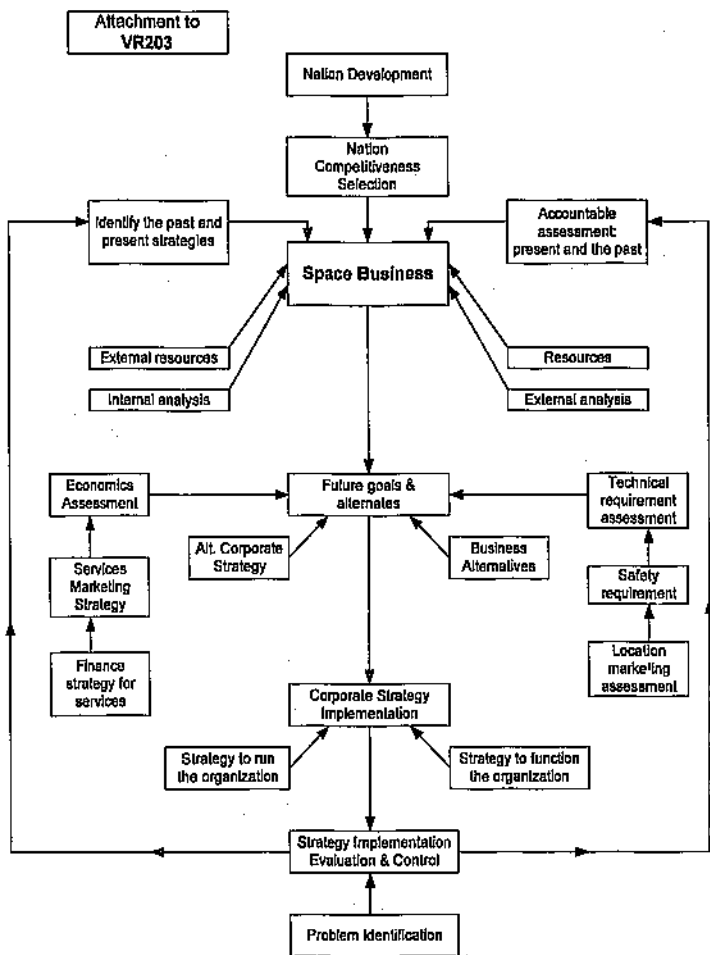 Attachment to
VR203
Nation Development
Nation
Competitiveness
Selection
Identify the past and
present strategies
Accountable
assessment:
present and the past
Space Business
External resources
Resources
Internal analysis
External analysis
Economics
Assessment
Future goals &
alternates
Technical
requirement
assessment
Alt. Corporate
Strategy
Business
Alternatives
Services
Marketing
Strategy
Safety
requirement
Finance
strategy for
services
Location
marketing
assessment
Corporate Strategy
Implementation
Strategy to run
the organization
Strategy to function
the organization
Strategy Implementation
Evaluation & Control
Problem Identification